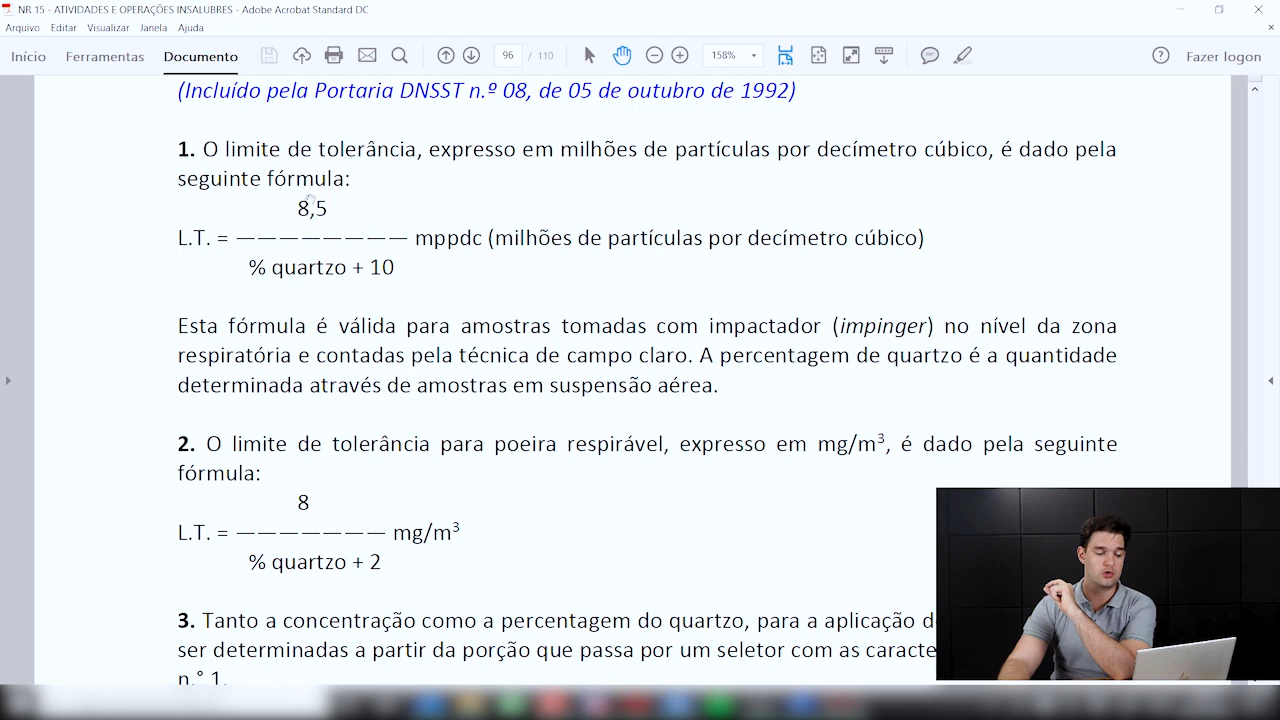 NR 15 - ATIVIDADES E OPERAÇÕES INSALUBRES - Adobe Acrobat Standard DC
Arquivo Editar Visualizar Janela Ajuda
Início Ferramentas Documento 96 / 110 158% Fazer logon
(Incluído pela Portaria DNSST n.º 08, de 05 de outubro de 1992)
1. O limite de tolerância, expresso em milhões de partículas por decímetro cúbico, é dado pela
seguinte fórmula:
8,5
L.T. = — — — — — — — — mppdc (milhões de partículas por decímetro cúbico)
% quartzo + 10
Esta fórmula é válida para amostras tomadas com impactador (impinger) no nível da zona
respiratória e contadas pela técnica de campo claro. A percentagem de quartzo é a quantidade
determinada através de amostras em suspensão aérea.
2. O limite de tolerância para poeira respirável, expresso em mg/m³, é dado pela seguinte
fórmula:
8
L.T. = — — — — — — — mg/m³
% quartzo + 2
3. Tanto a concentração como a percentagem do quartzo, para a aplicação d
ser determinadas a partir da porção que passa por um seletor com as caracte
n.° 1.